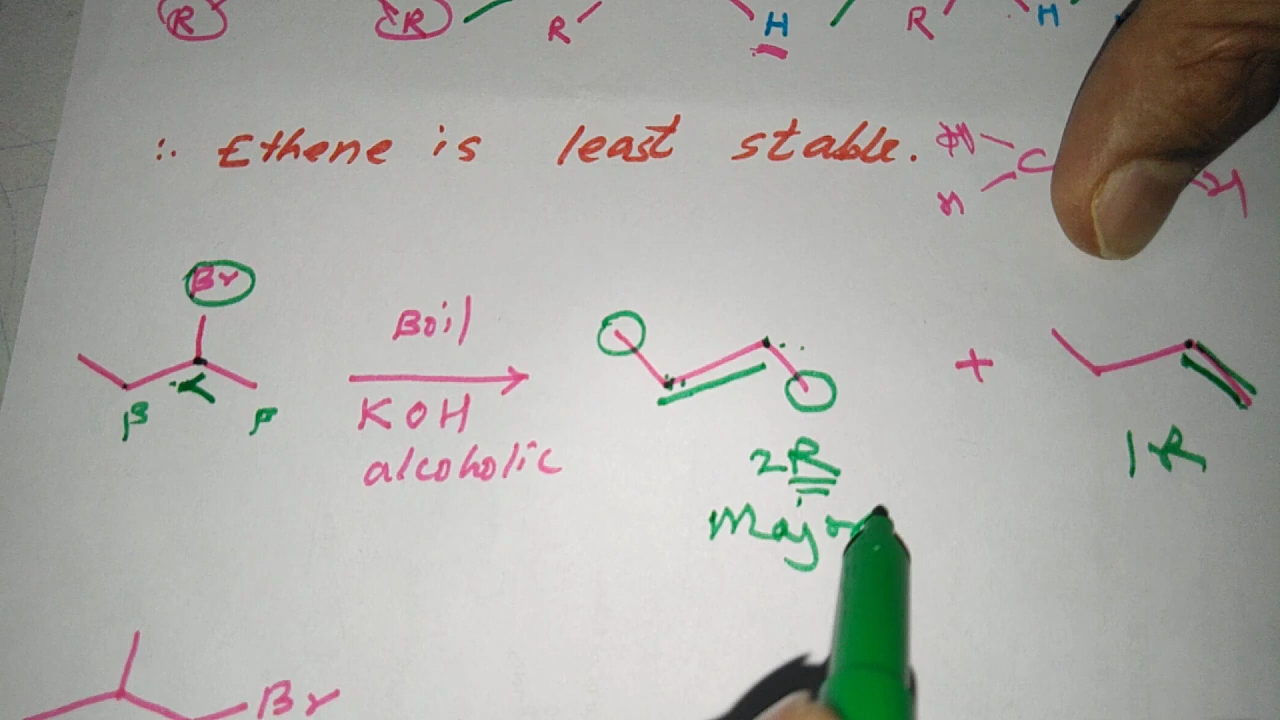 R R R H R H
∴ Ethene is least stable.
C H
Br
Boil
KOH
alcoholic
β α β
+
2R
1R
Major
Br